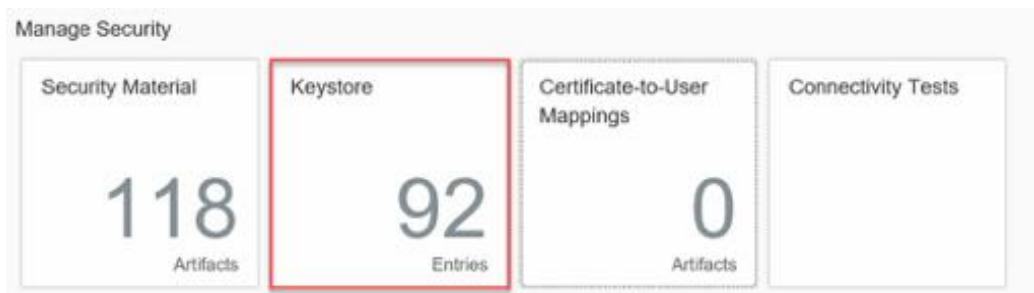 Manage Security
Security Material
118
Artifacts
Keystore
92
Entries
Certificate-to-User
Mappings
0
Artifacts
Connectivity Tests